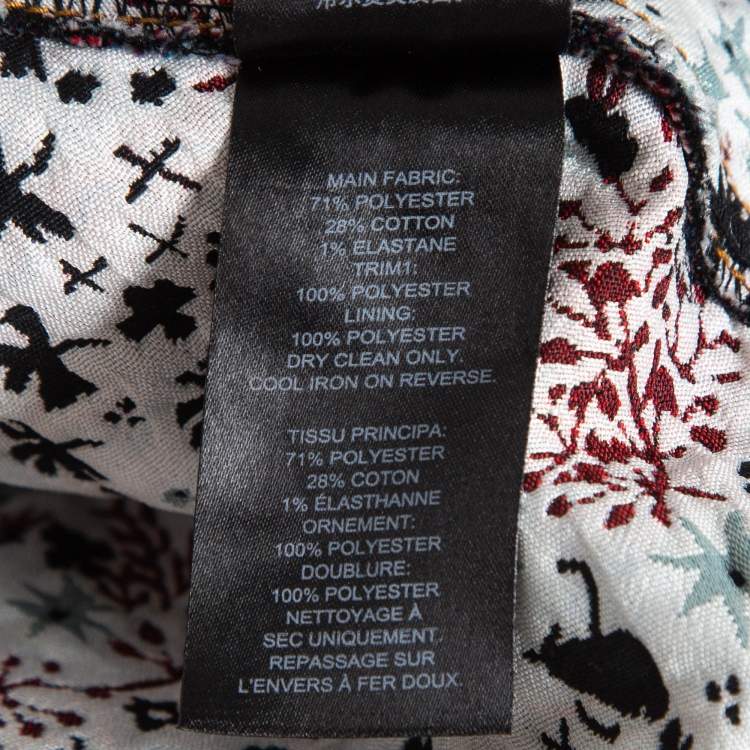 MAIN FABRIC:
71% POLYESTER
28% COTTON
1% ELASTANE
TRIM1:
100% POLYESTER
LINING:
100% POLYESTER
DRY CLEAN ONLY.
COOL IRON ON REVERSE.
TISSU PRINCIPA:
71% POLYESTER
28% COTON
1% ÉLASTHANNE
ORNEMENT:
100% POLYESTER
DOUBLURE:
100% POLYESTER
NETTOYAGE À
SEC UNIQUEMENT.
REPASSAGE SUR
L'ENVERS À FER DOUX.